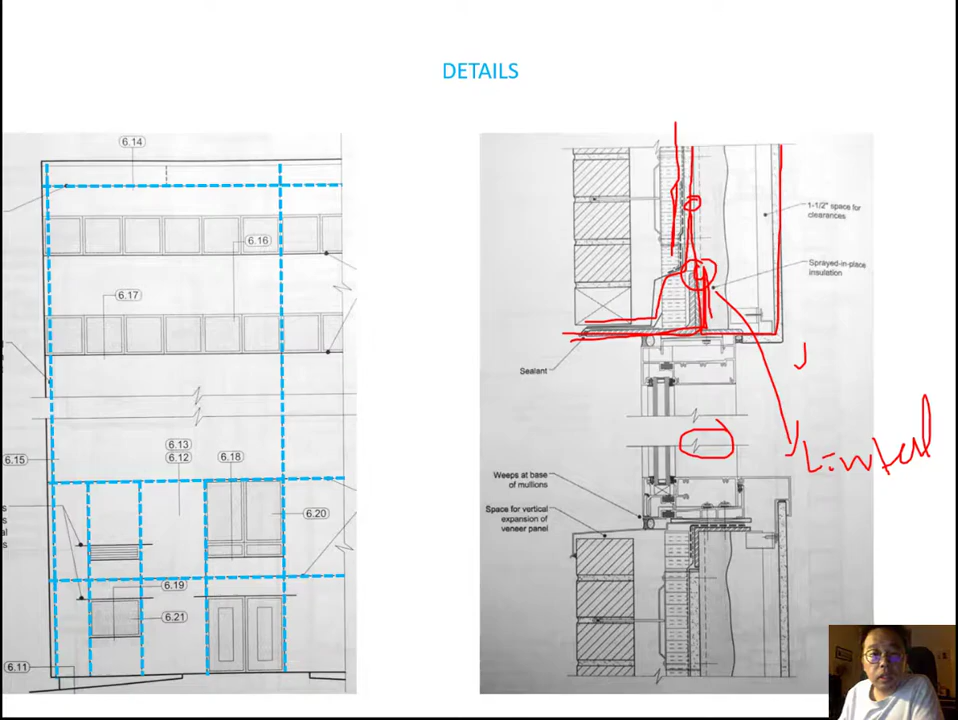 DETAILS
6.14
6.16
6.17
6.13
6.12
6.18
6.15
6.20
6.19
6.21
6.11
1-1/2" space for
clearances
Sprayed-in-place
insulation
Sealant
Weeps at base
of mullions
Space for vertical
expansion of
veneer panel